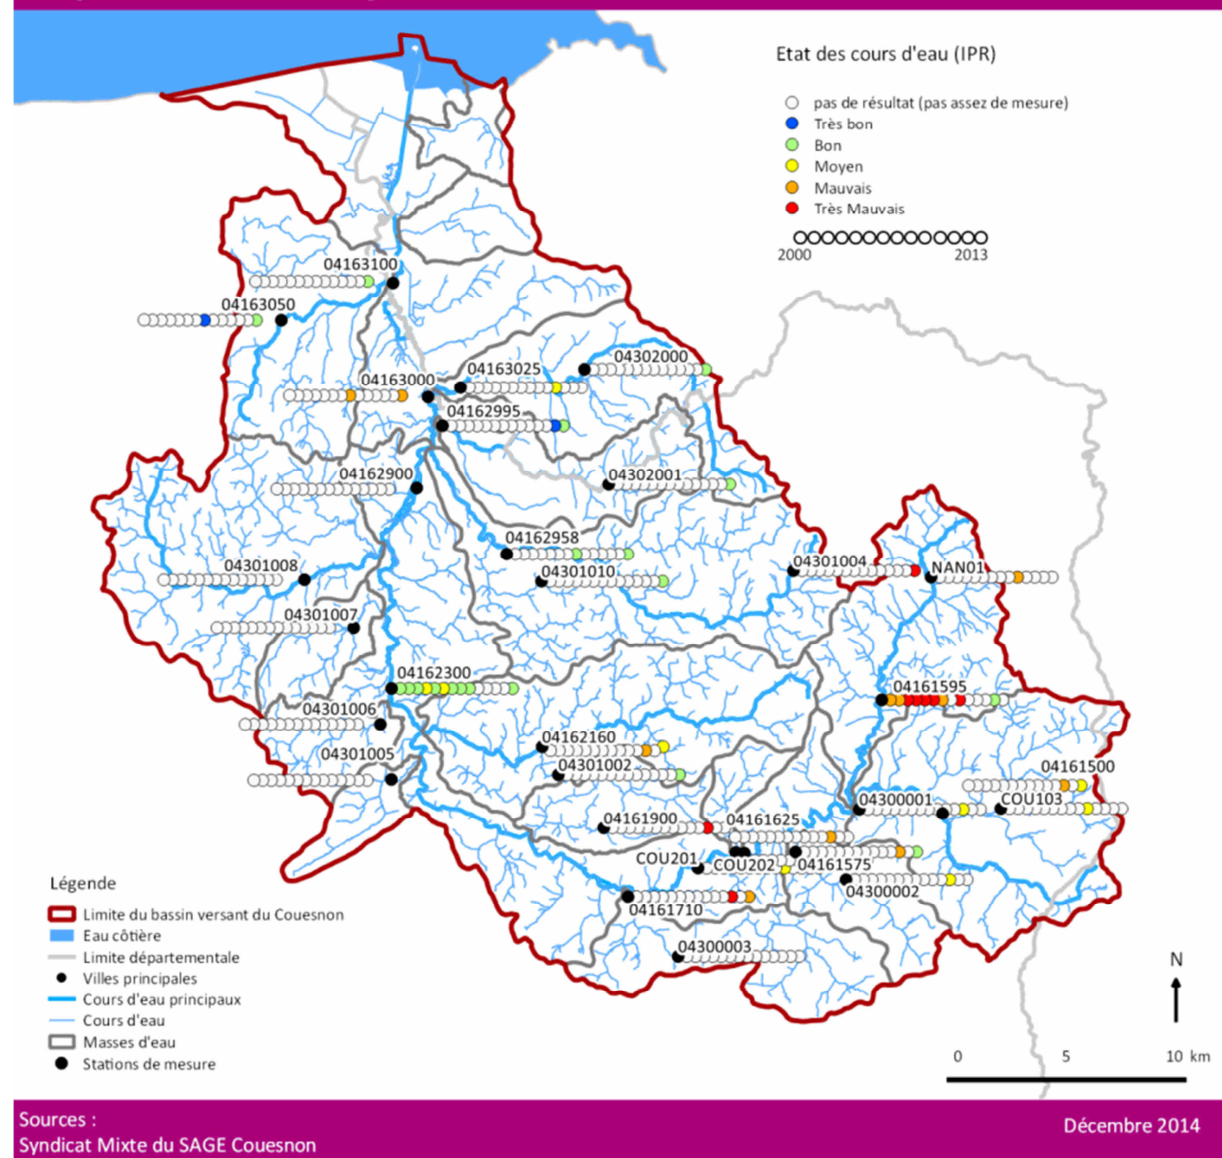 Etat des cours d'eau (IPR)
pas de résultat (pas assez de mesure)
Très bon
Bon
Moyen
Mauvais
Très Mauvais
2000 2013
04163100
04163050
04302000
04163025
04163000
04162995
04162900
04302001
04162958
04301004
04301008
04301010
NAN01
04301007
04162300
04161595
04301006
04162160
04301005
04301002
04161500
04300001
COU103
04161900
04161625
COU201
COU202
04161575
04300002
04161710
04300003
Légende
Limite du bassin versant du Couesnon
Eau côtière
Limite départementale
Villes principales
Cours d'eau principaux
Cours d'eau
Masses d'eau
Stations de mesure
N
0 5 10 km
Sources :
Syndicat Mixte du SAGE Couesnon
Décembre 2014